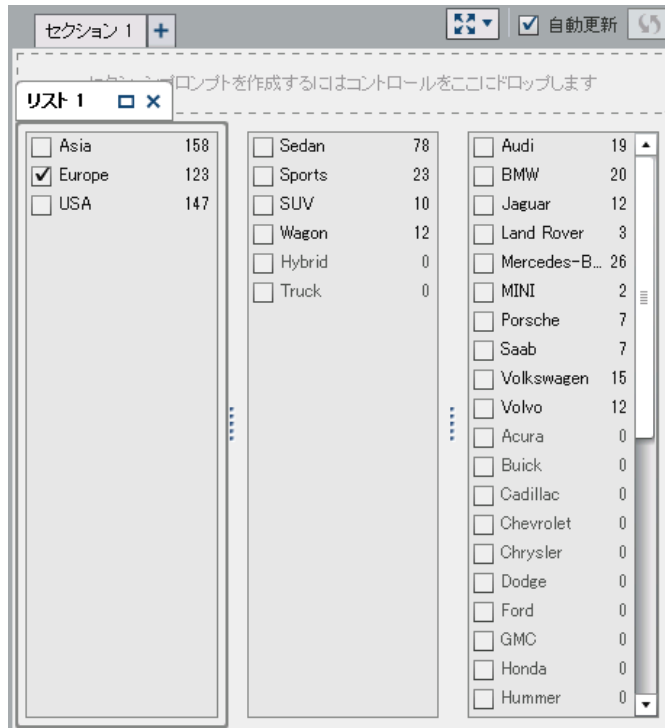 セクション 1
自動更新
セクションプロンプトを作成するにはコントロールをここにドロップします
リスト 1
Asia 158
Europe 123
USA 147
Sedan 78
Sports 23
SUV 10
Wagon 12
Hybrid 0
Truck 0
Audi 19
BMW 20
Jaguar 12
Land Rover 3
Mercedes-B... 26
MINI 2
Porsche 7
Saab 7
Volkswagen 15
Volvo 12
Acura 0
Buick 0
Cadillac 0
Chevrolet 0
Chrysler 0
Dodge 0
Ford 0
GMC 0
Honda 0
Hummer 0